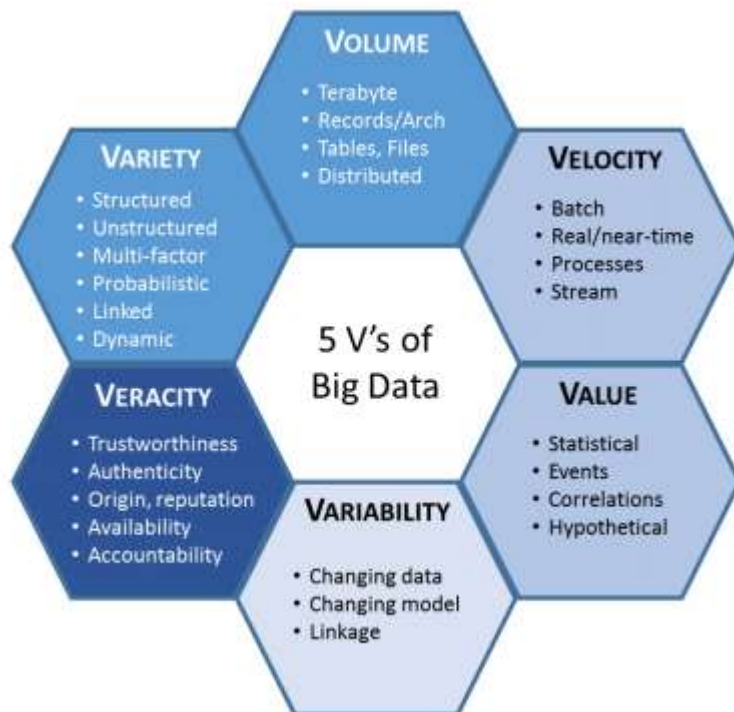 VOLUME
• Terabyte
• Records/Arch
• Tables, Files
• Distributed
VARIETY
• Structured
• Unstructured
• Multi-factor
• Probabilistic
• Linked
• Dynamic
VELOCITY
• Batch
• Real/near-time
• Processes
• Stream
5 V's of
Big Data
VERACITY
• Trustworthiness
• Authenticity
• Origin, reputation
• Availability
• Accountability
VALUE
• Statistical
• Events
• Correlations
• Hypothetical
VARIABILITY
• Changing data
• Changing model
• Linkage